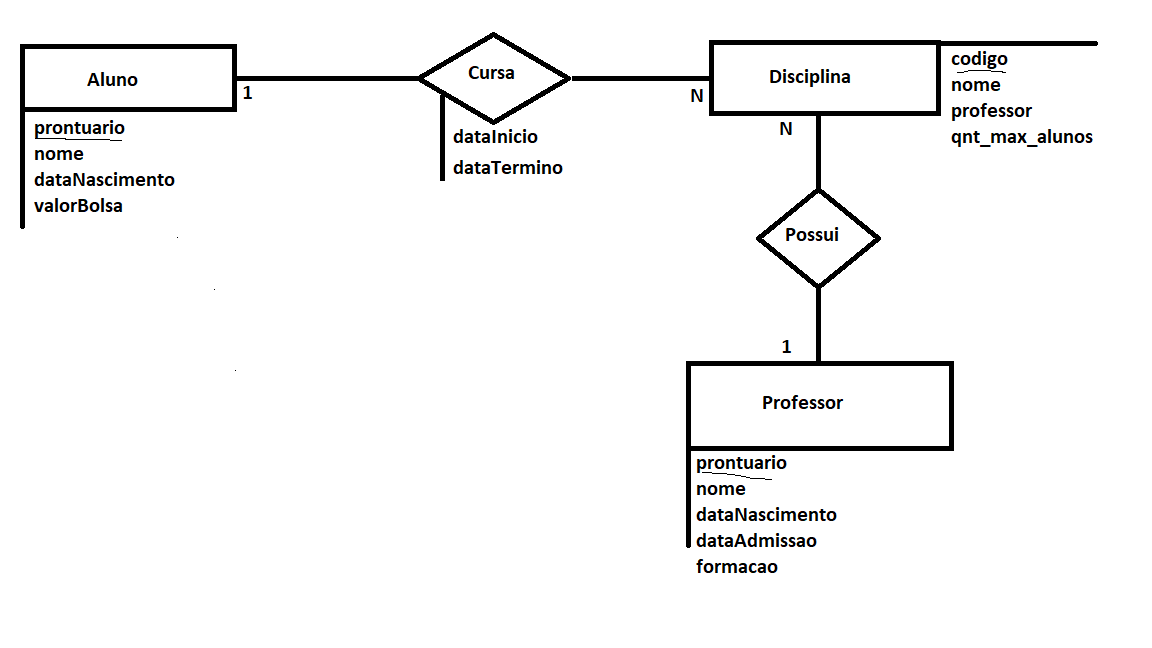 Aluno
1
prontuario
nome
dataNascimento
valorBolsa
Cursa
dataInicio
dataTermino
N
Disciplina
codigo
nome
professor
qnt_max_alunos
N
Possui
1
Professor
prontuario
nome
dataNascimento
dataAdmissao
formacao